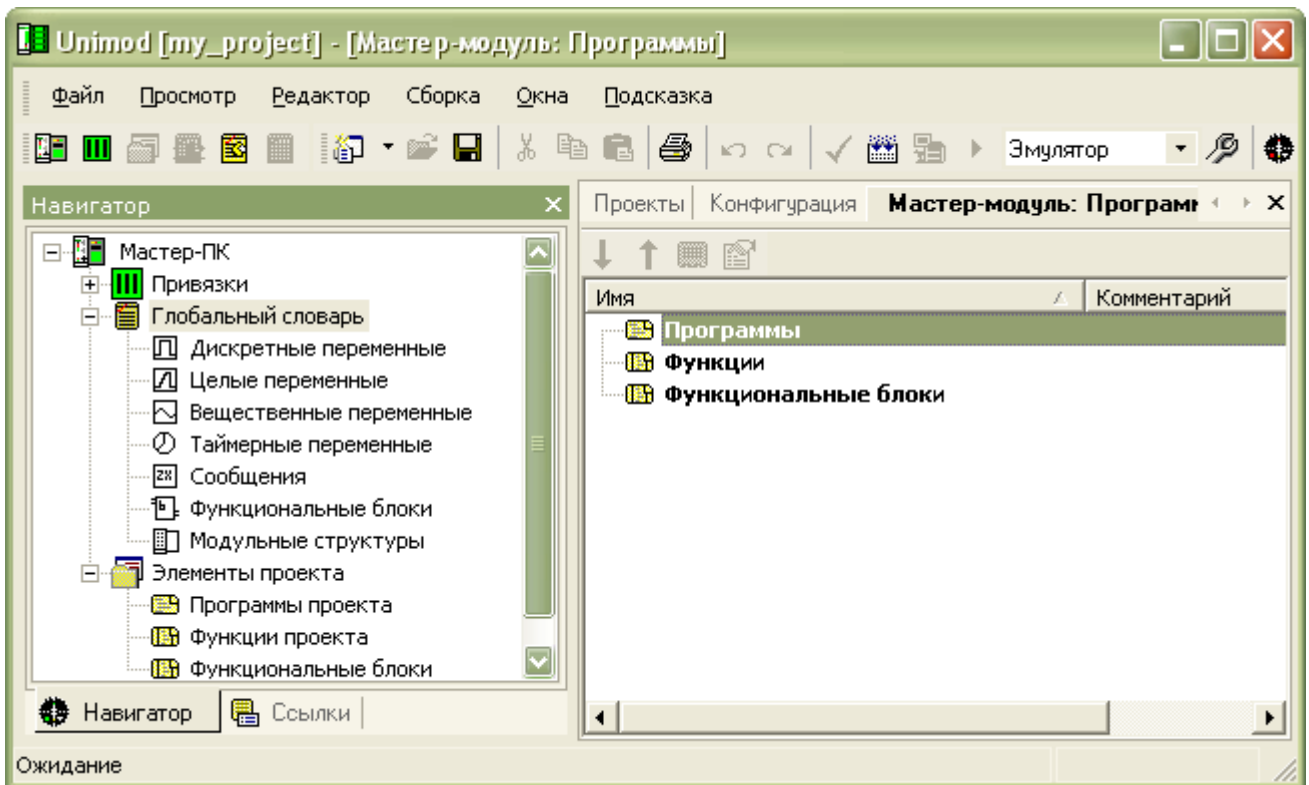 Unimod [my_project] - [Мастер-модуль: Программы]
Файл Просмотр Редактор Сборка Окна Подсказка
Эмулятор
Навигатор
Мастер-ПК
Привязки
Глобальный словарь
Дискретные переменные
Целые переменные
Вещественные переменные
Таймерные переменные
Сообщения
Функциональные блоки
Модульные структуры
Элементы проекта
Программы проекта
Функции проекта
Функциональные блоки
Навигатор Ссылки
Проекты Конфигурация Мастер-модуль: Програм
Имя Комментарий
Программы
Функции
Функциональные блоки
Ожидание